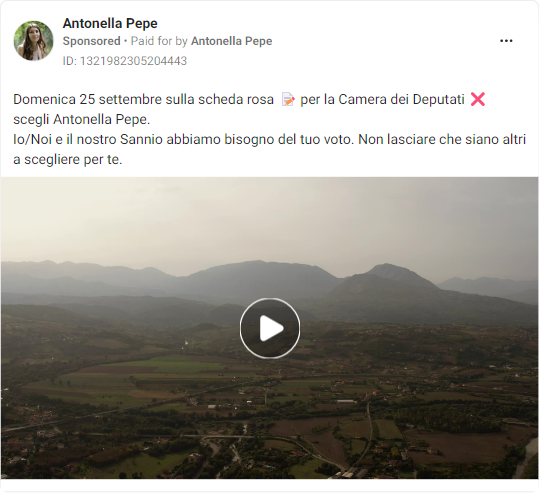 Antonella Pepe
Sponsored • Paid for by Antonella Pepe
ID: 1321982305204443
Domenica 25 settembre sulla scheda rosa 📝 per la Camera dei Deputati ❌
scegli Antonella Pepe.
Io/Noi e il nostro Sannio abbiamo bisogno del tuo voto. Non lasciare che siano altri
a scegliere per te.